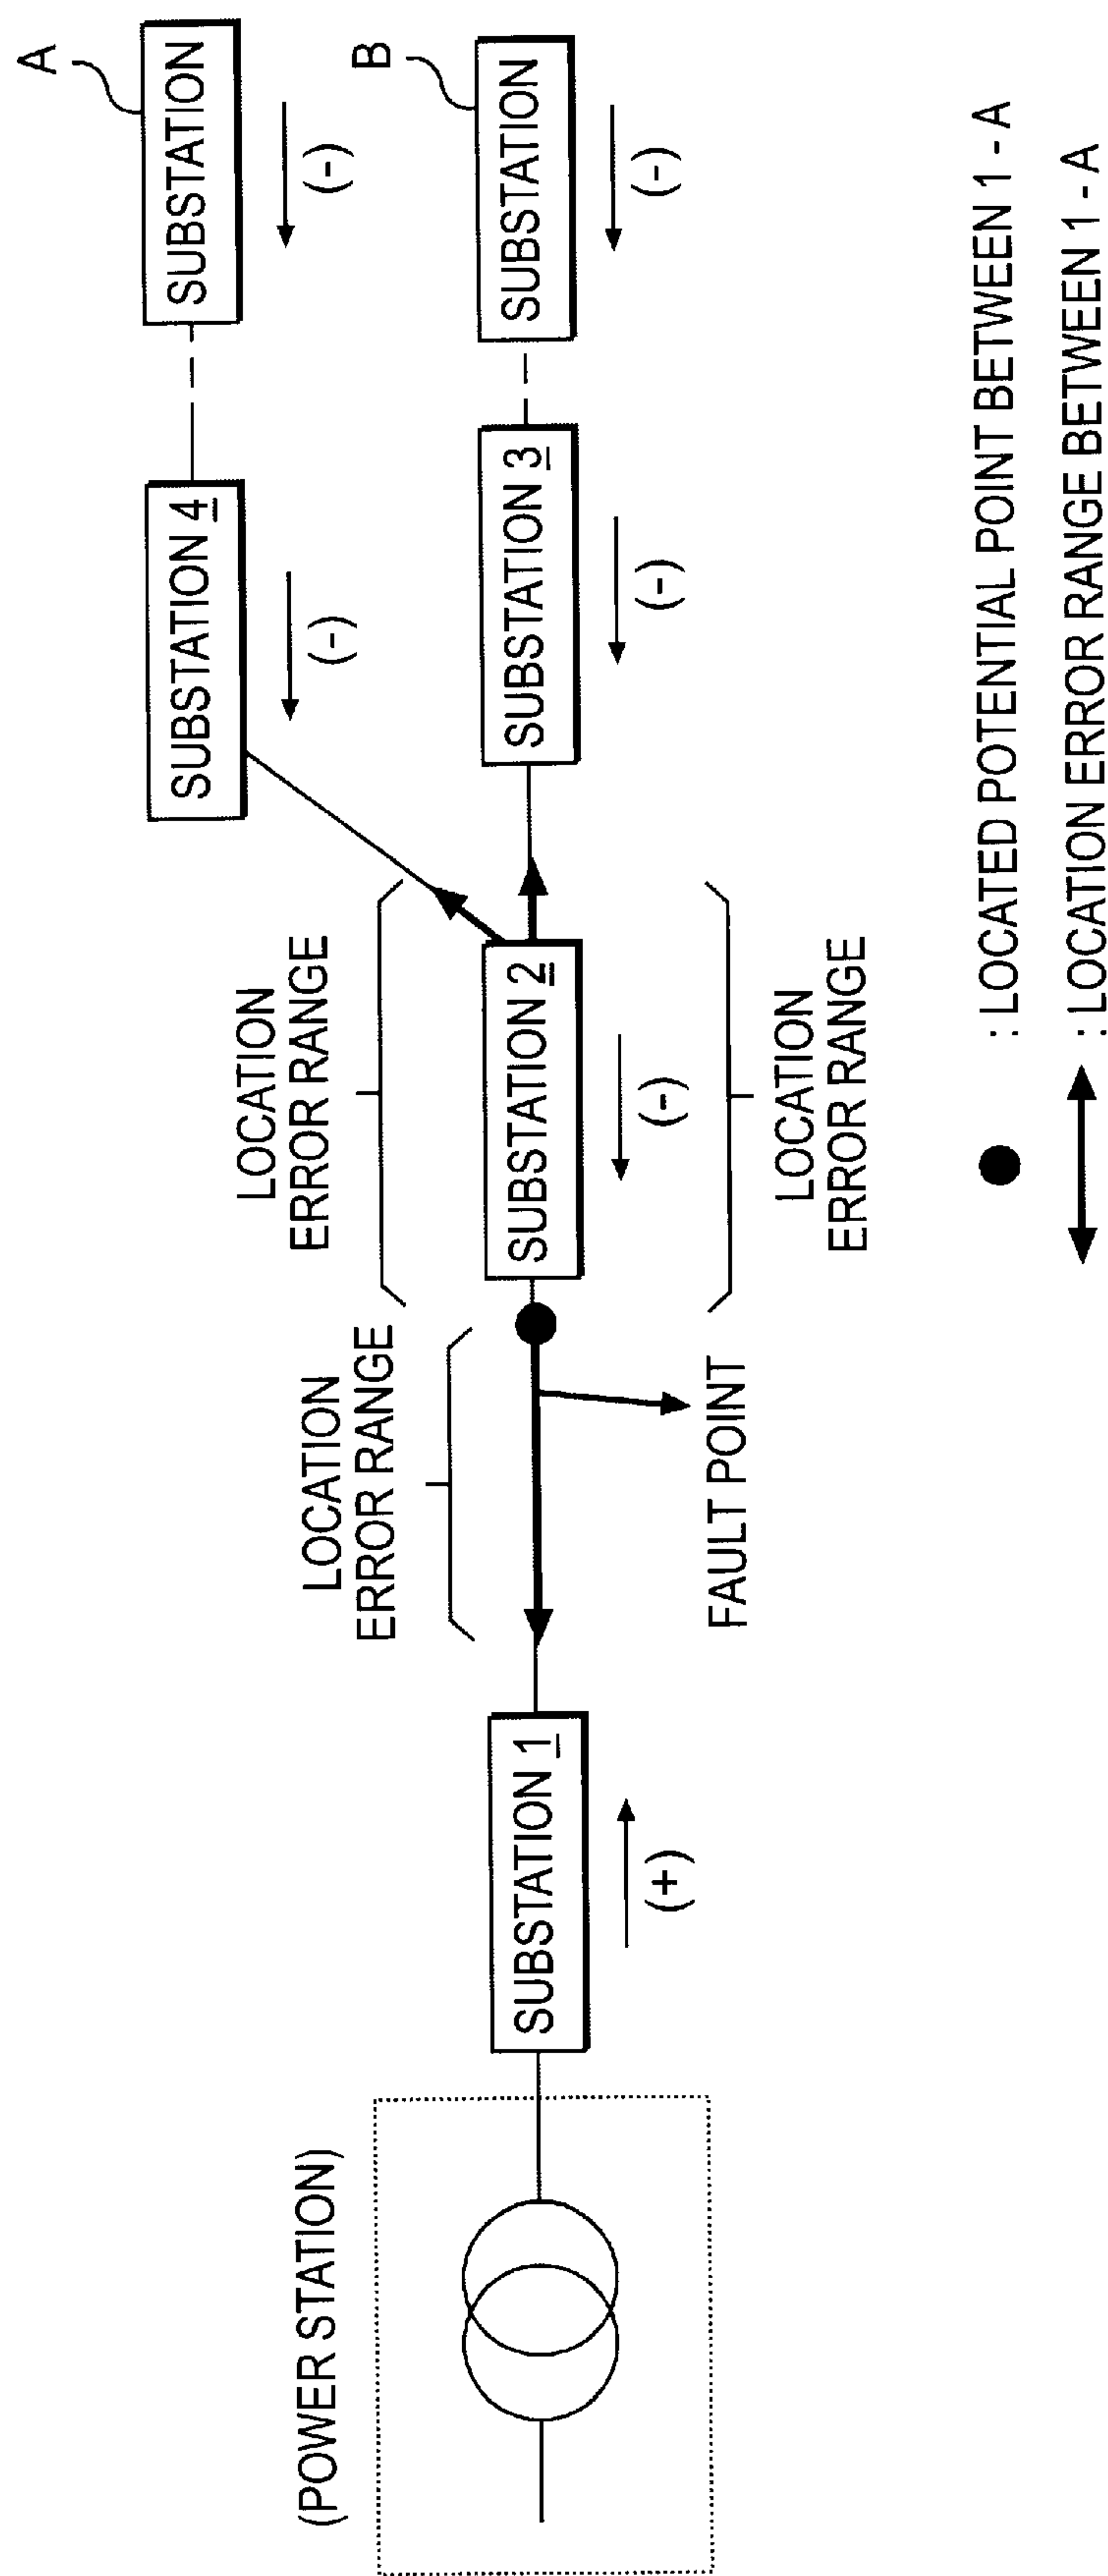 (POWER STATION)
SUBSTATION 1
(+)
LOCATION
ERROR RANGE
FAULT POINT
LOCATION
ERROR RANGE
SUBSTATION 2
(-)
LOCATION
ERROR RANGE
SUBSTATION 4
(-)
SUBSTATION 3
(-)
A
SUBSTATION
(-)
B
SUBSTATION
(-)
: LOCATED POTENTIAL POINT BETWEEN 1 - A
: LOCATION ERROR RANGE BETWEEN 1 - A